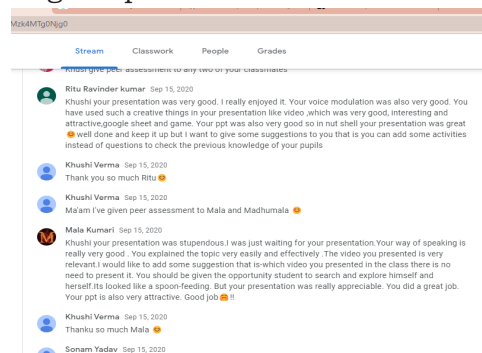 Mzk4MTg0Njg0
Stream Classwork People Grades
Khushi give peer assessment to any two of your classmates
Ritu Ravinder kumar Sep 15, 2020
Khushi your presentation was very good. I really enjoyed it. Your voice modulation was also very good. You
have used such a creative things in your presentation like video ,which was very good, interesting and
attractive,google sheet and game. Your ppt was also very good so in nut shell your presentation was great
😊 well done and keep it up but I want to give some suggestions to you that is you can add some activities
instead of questions to check the previous knowledge of your pupils
Khushi Verma Sep 15, 2020
Thank you so much Ritu 😊
Khushi Verma Sep 15, 2020
Ma'am I've given peer assessment to Mala and Madhumala 😊
Mala Kumari Sep 15, 2020
Khushi your presentation was stupendous.I was just waiting for your presentation.Your way of speaking is
really very good . You explained the topic very easily and effectively .The video you presented is very
relevant.I would like to add some suggestion that is-which video you presented in the class there is no
need to present it. You should be given the opportunity student to search and explore himself and
herself.Its looked like a spoon-feeding. But your presentation was really appreciable. You did a great job.
Your ppt is also very attractive. Good job🤗 !!
Khushi Verma Sep 15, 2020
Thanku so much Mala 😊
Sonam Yadav Sep 15, 2020